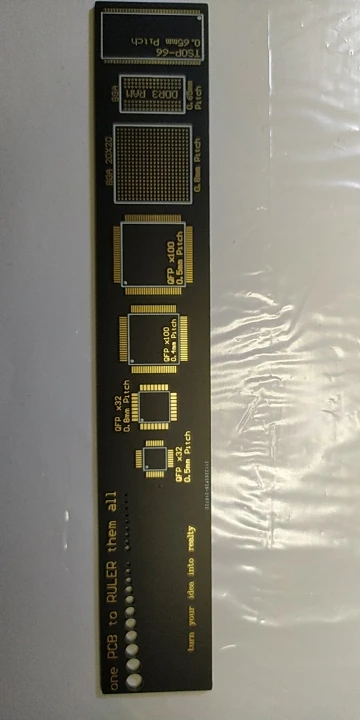 TSOP-66
0.65mm Pitch
BGA
DDR3 RAM
Pitch
BGA 20X20
0.8mm Pitch
QFP x100
0.5mm Pitch
QFP x100
0.4mm Pitch
QFP x32
0.8mm Pitch
QFP x32
0.5mm Pitch
one PCB to RULER them all
turn your idea into realty